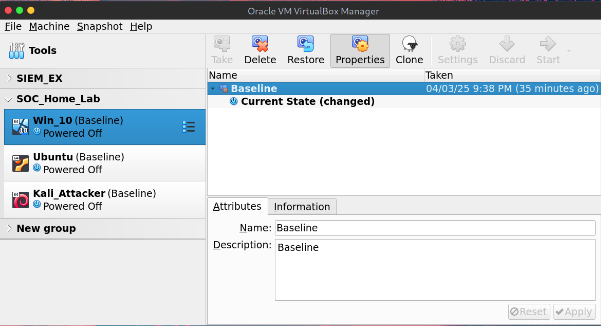 Oracle VM VirtualBox Manager
File Machine Snapshot Help
Tools
SIEM_EX
SOC_Home_Lab
Win_10 (Baseline)
Powered Off
Ubuntu (Baseline)
Powered Off
Kali_Attacker (Baseline)
Powered Off
New group
Take Delete Restore Properties Clone Settings Discard Start
Name Taken
Baseline 04/03/25 9:38 PM (35 minutes ago)
Current State (changed)
Attributes Information
Name: Baseline
Description: Baseline
Reset Apply